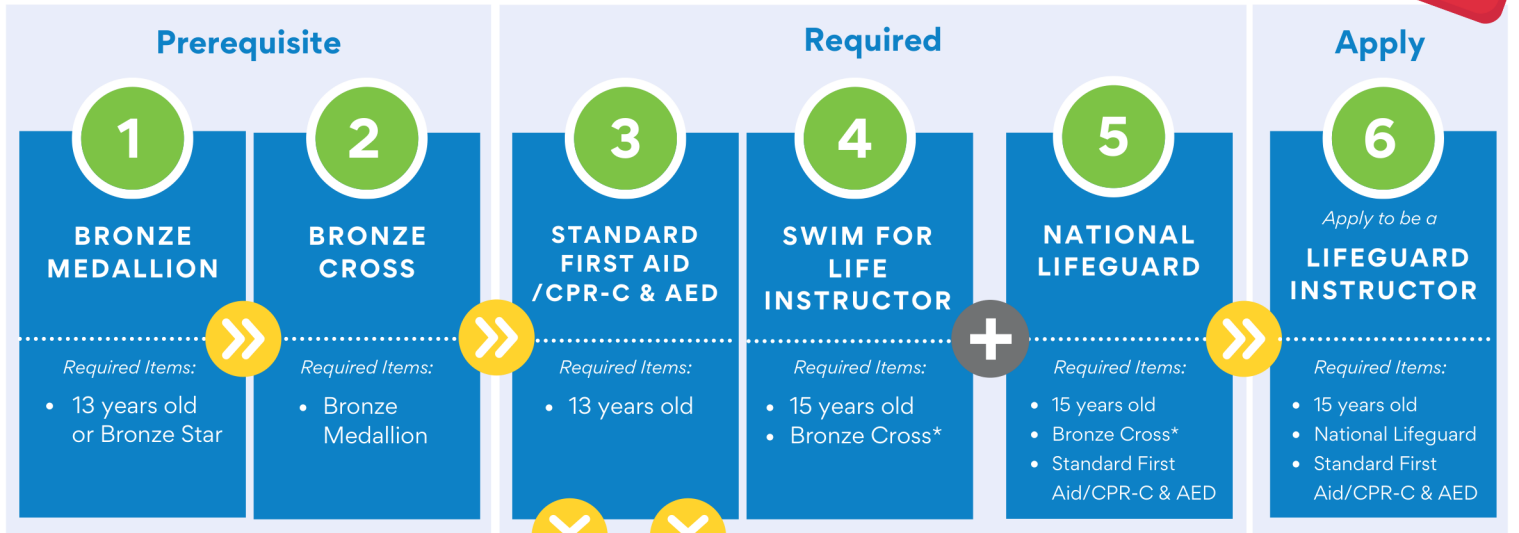 Prerequisite
Required
Apply
1
BRONZE
MEDALLION
Required Items:
• 13 years old
or Bronze Star
2
BRONZE
CROSS
Required Items:
• Bronze
Medallion
3
STANDARD
FIRST AID
/CPR-C & AED
Required Items:
• 13 years old
4
SWIM FOR
LIFE
INSTRUCTOR
Required Items:
• 15 years old
• Bronze Cross*
+
5
NATIONAL
LIFEGUARD
Required Items:
• 15 years old
• Bronze Cross*
• Standard First
Aid/CPR-C & AED
6
Apply to be a
LIFEGUARD
INSTRUCTOR
Required Items:
• 15 years old
• National Lifeguard
• Standard First
Aid/CPR-C & AED